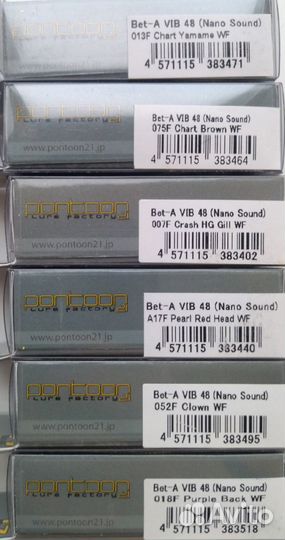 Bet-A VIB 48 (Nano Sound)
013F Chart Yamame WF
4 571115 383471
www.pontoon21.jp
Bet-A VIB 48 (Nano Sound)
075F Chart Brown WF
4 571115 383464
www.pontoon21.jp
pontoon
Lure factory
Bet-A VIB 48 (Nano Sound)
007F Crash HG Gill WF
4 571115 383402
pontoon
Lure factory
www.pontoon21.jp
Bet-A VIB 48 (Nano Sound)
A17F Pearl Red Head WF
4 571115 383440
pontoon
Lure factory
www.pontoon21.jp
Bet-A VIB 48 (Nano Sound)
052F Clown WF
4 571115 383495
pontoon
Lure factory
Bet-A VIB 48 (Nano Sound)
018F Purple Back WF
4 571115 383518
Avito